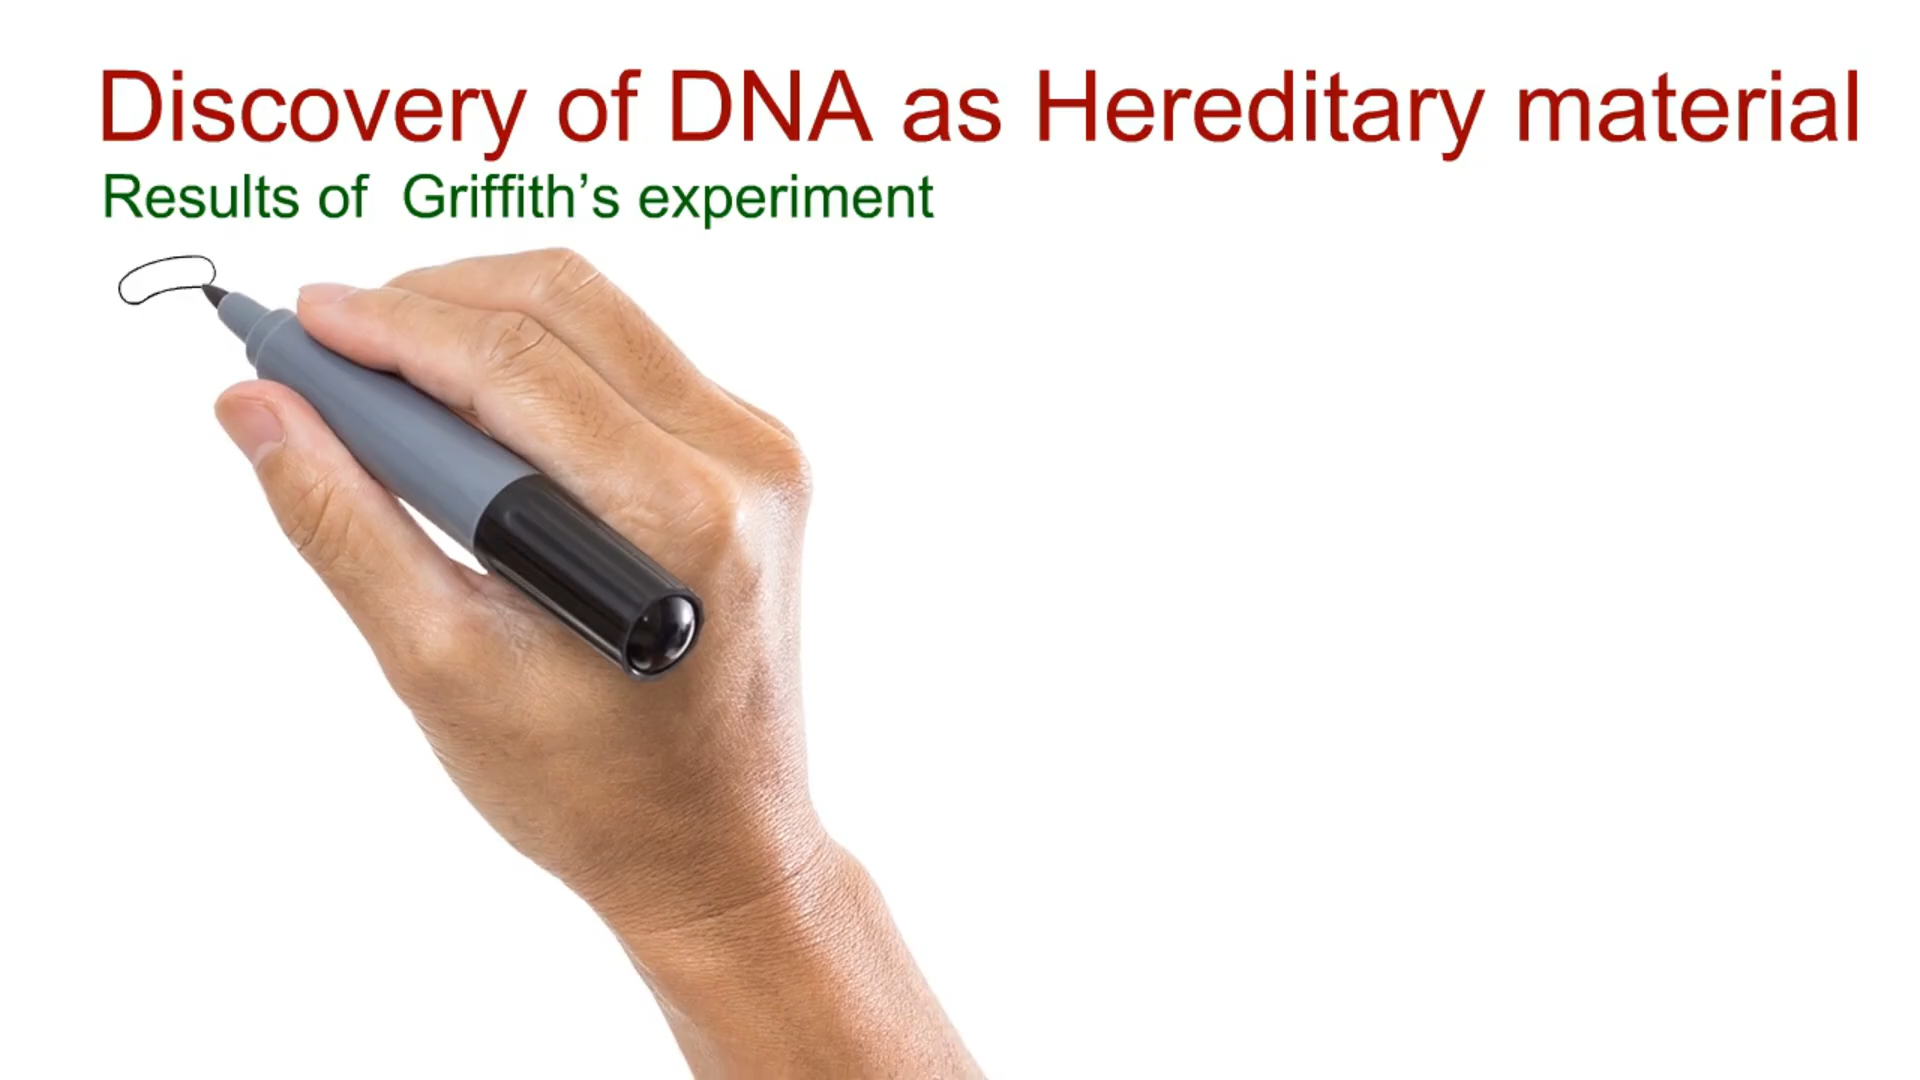 Discovery of DNA as Hereditary material
Results of  Griffith’s experiment